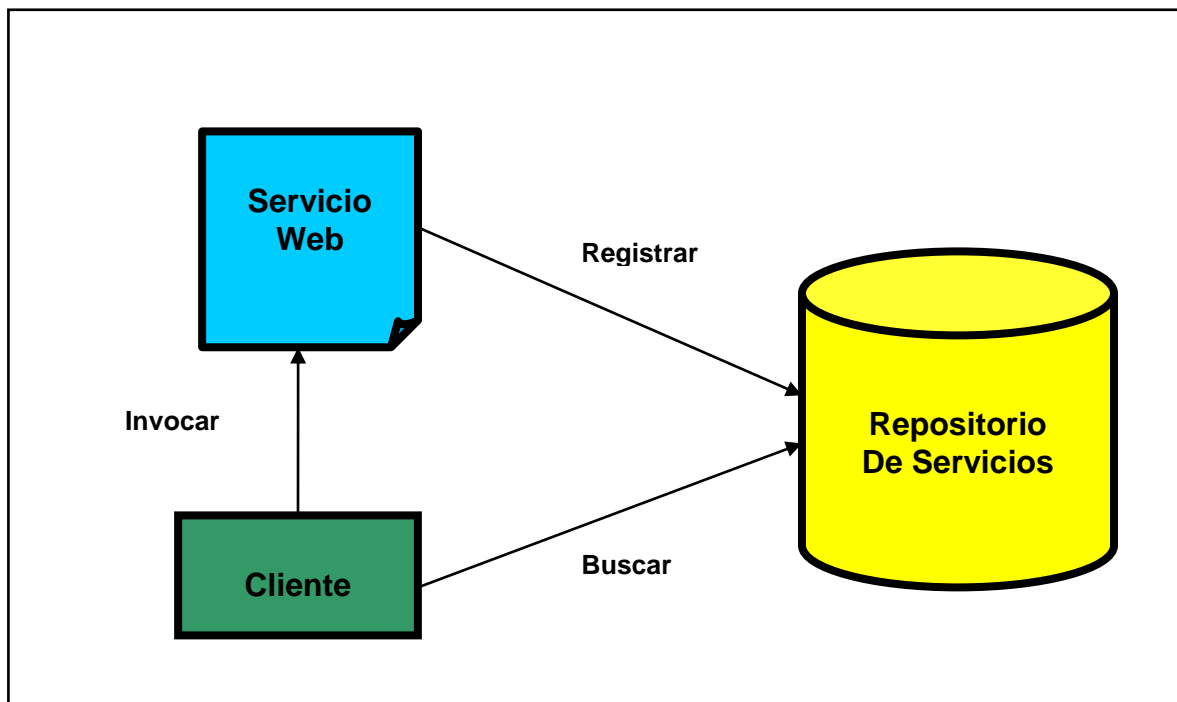 Servicio
Web
Registrar
Invocar
Repositorio
De Servicios
Cliente
Buscar